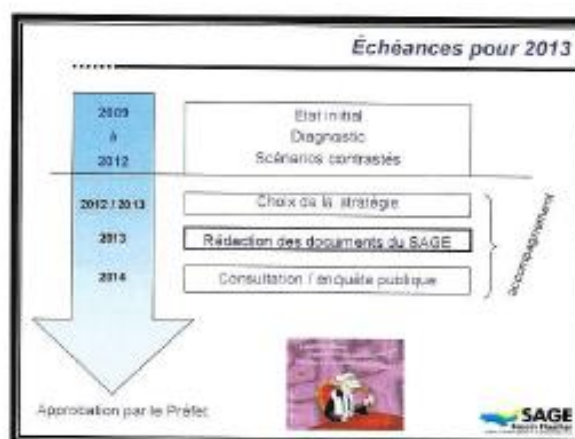 Échéances pour 2013
2009
à
2012
Etat initial
Diagnostic
Scénarios contrastés
2012 / 2013
Choix de la stratégie
2013
Rédaction des documents du SAGE
2014
Consultation / enquête publique
accompagnement
Approbation par le Préfet
SAGE